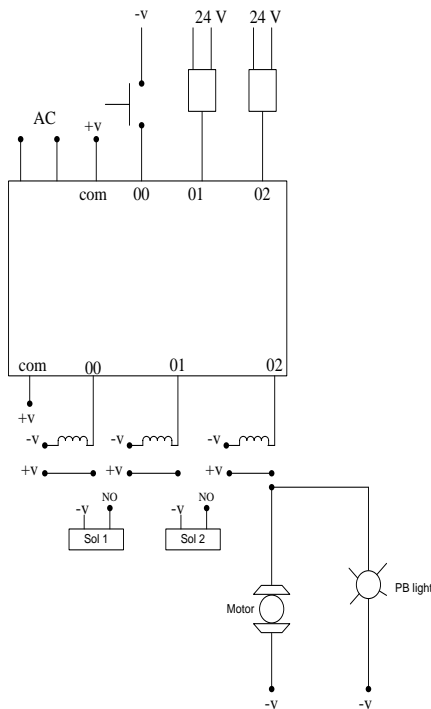 -v 24 V 24 V
AC +v
com 00 01 02
com 00 01 02
+v
-v -v -v
+v +v +v
-v NO -v NO
Sol 1 Sol 2
Motor PB light
-v -v